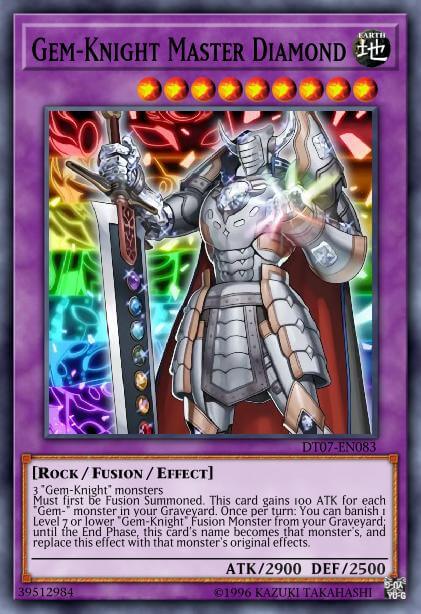 GEM-KNIGHT MASTER DIAMOND
EARTH
地
DT07-EN083
[ROCK / FUSION / EFFECT]
3 "Gem-Knight" monsters
Must first be Fusion Summoned. This card gains 100 ATK for each
"Gem-" monster in your Graveyard. Once per turn: You can banish 1
Level 7 or lower "Gem-Knight" Fusion Monster from your Graveyard;
until the End Phase, this card's name becomes that monster's, and
replace this effect with that monster's original effects.
ATK/2900 DEF/2500
39512984
©1996 KAZUKI TAKAHASHI